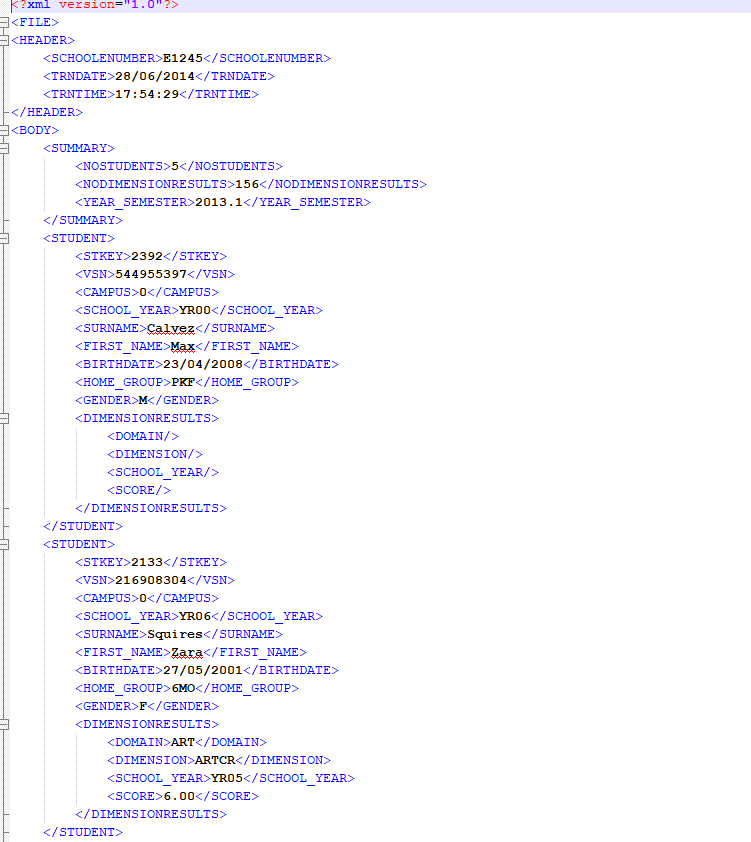 <?xml version="1.0"?>
<FILE>
<HEADER>
    <SCHOOLENUMBER>E1245</SCHOOLENUMBER>
    <TRNDATE>28/06/2014</TRNDATE>
    <TRNTIME>17:54:29</TRNTIME>
</HEADER>
<BODY>
    <SUMMARY>
        <NOSTUDENTS>5</NOSTUDENTS>
        <NODIMENSIONRESULTS>156</NODIMENSIONRESULTS>
        <YEAR_SEMESTER>2013.1</YEAR_SEMESTER>
    </SUMMARY>
    <STUDENT>
        <STKEY>2392</STKEY>
        <VSN>544955397</VSN>
        <CAMPUS>0</CAMPUS>
        <SCHOOL_YEAR>YR00</SCHOOL_YEAR>
        <SURNAME>Calvez</SURNAME>
        <FIRST_NAME>Max</FIRST_NAME>
        <BIRTHDATE>23/04/2008</BIRTHDATE>
        <HOME_GROUP>PKF</HOME_GROUP>
        <GENDER>M</GENDER>
        <DIMENSIONRESULTS>
            <DOMAIN/>
            <DIMENSION/>
            <SCHOOL_YEAR/>
            <SCORE/>
        </DIMENSIONRESULTS>
    </STUDENT>
    <STUDENT>
        <STKEY>2133</STKEY>
        <VSN>216908304</VSN>
        <CAMPUS>0</CAMPUS>
        <SCHOOL_YEAR>YR06</SCHOOL_YEAR>
        <SURNAME>Squires</SURNAME>
        <FIRST_NAME>Zara</FIRST_NAME>
        <BIRTHDATE>27/05/2001</BIRTHDATE>
        <HOME_GROUP>6MO</HOME_GROUP>
        <GENDER>F</GENDER>
        <DIMENSIONRESULTS>
            <DOMAIN>ART</DOMAIN>
            <DIMENSION>ARTCR</DIMENSION>
            <SCHOOL_YEAR>YR05</SCHOOL_YEAR>
            <SCORE>6.00</SCORE>
        </DIMENSIONRESULTS>
    </STUDENT>